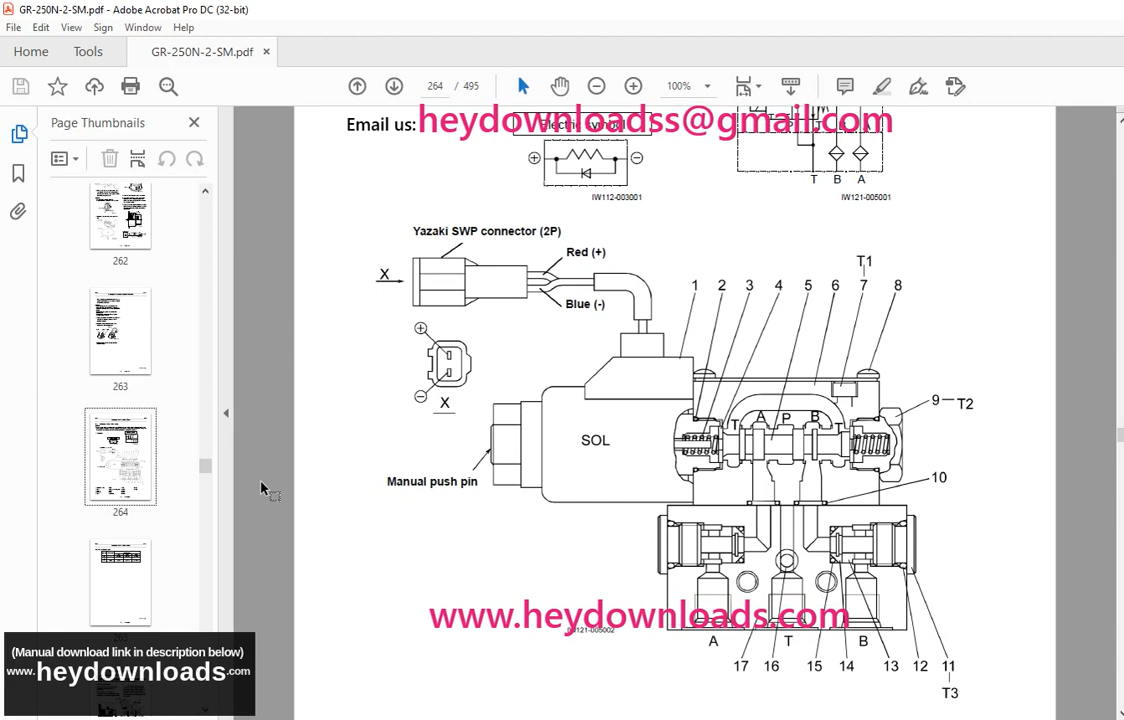 GR-250N-2-SM.pdf - Adobe Acrobat Pro DC (32-bit)
File Edit View Sign Window Help
Home Tools GR-250N-2-SM.pdf ×
264 / 495 100%
Page Thumbnails
262
263
264
Email us: heydownloadss@gmail.com
T B A
IW112-003001
IW121-005001
Yazaki SWP connector (2P)
Red (+)
X
Blue (-)
T1
1 2 3 4 5 6 7 8
X
9 T2
T A P B T
SOL
Manual push pin
10
www.heydownloads.com
A T B
17 16 15 14 13 12 11
T3
(Manual download link in description below)
www.heydownloads.com